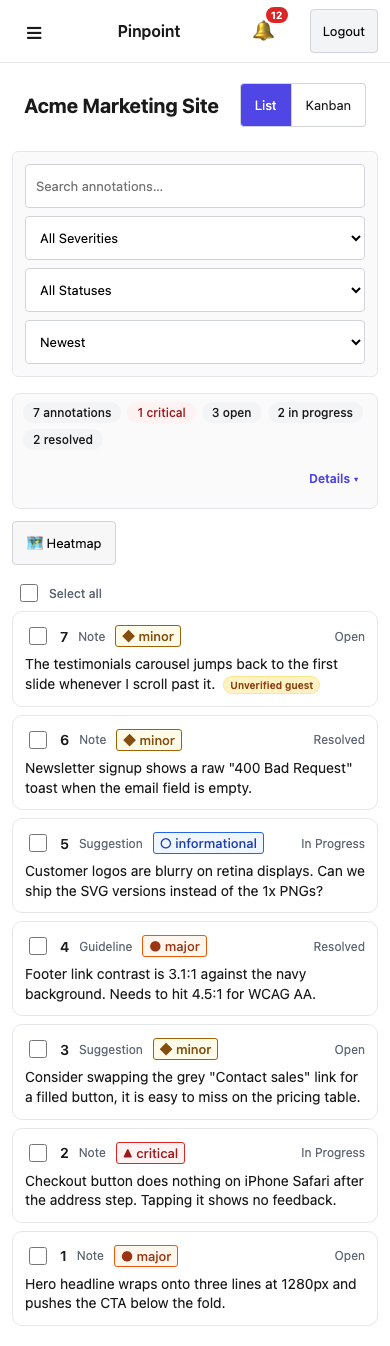 Pinpoint
12
Logout
Acme Marketing Site
List
Kanban
Search annotations...
All Severities
All Statuses
Newest
7 annotations
1 critical
3 open
2 in progress
2 resolved
Details
Heatmap
Select all
7 Note minor Open
The testimonials carousel jumps back to the first
slide whenever I scroll past it. Unverified guest
6 Note minor Resolved
Newsletter signup shows a raw "400 Bad Request"
toast when the email field is empty.
5 Suggestion informational In Progress
Customer logos are blurry on retina displays. Can we
ship the SVG versions instead of the 1x PNGs?
4 Guideline major Resolved
Footer link contrast is 3.1:1 against the navy
background. Needs to hit 4.5:1 for WCAG AA.
3 Suggestion minor Open
Consider swapping the grey "Contact sales" link for
a filled button, it is easy to miss on the pricing table.
2 Note critical In Progress
Checkout button does nothing on iPhone Safari after
the address step. Tapping it shows no feedback.
1 Note major Open
Hero headline wraps onto three lines at 1280px and
pushes the CTA below the fold.